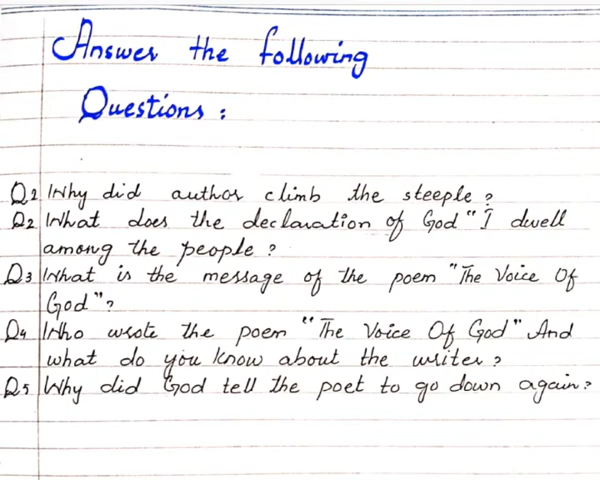 Answer the following
Questions :
Q1 Why did author climb the steeple ?
Q2 What does the declaration of God "I dwell
among the people ?
Q3 What is the message of the poem "The Voice Of
God"?
Q4 Who wrote the poem "The Voice Of God" And
what do you know about the writer ?
Q5 Why did God tell the poet to go down again ?